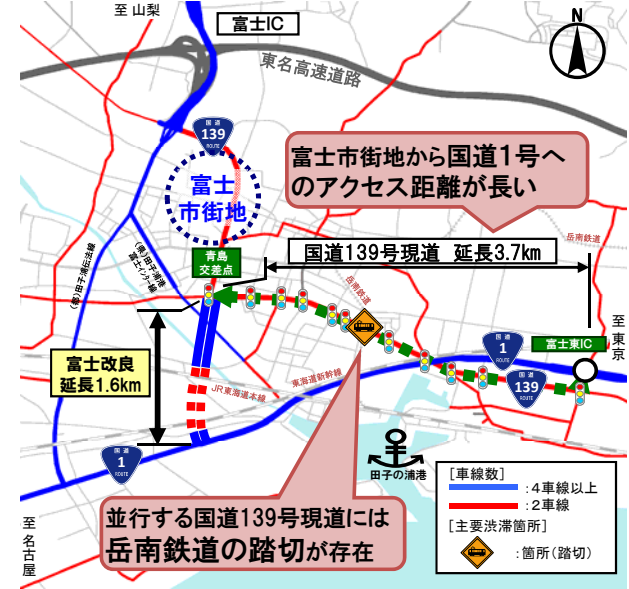 至 山梨
富士IC
N
東名高速道路
国道
139
ROUTE
富士市街地から国道1号へ
のアクセス距離が長い
富士
市街地
青島
交差点
国道139号現道 延長3.7km
岳南鉄道
岳南鉄道
(県)田子浦港
富士インター線
(都)田子浦伝法線
至 東京
国道
1
ROUTE
富士東IC
富士改良
延長1.6km
東海道新幹線
JR東海道本線
国道
139
ROUTE
国道
1
ROUTE
田子の浦港
[車線数]
:4車線以上
:2車線
[主要渋滞箇所]
:箇所(踏切)
並行する国道139号現道には
岳南鉄道の踏切が存在
至 名古屋